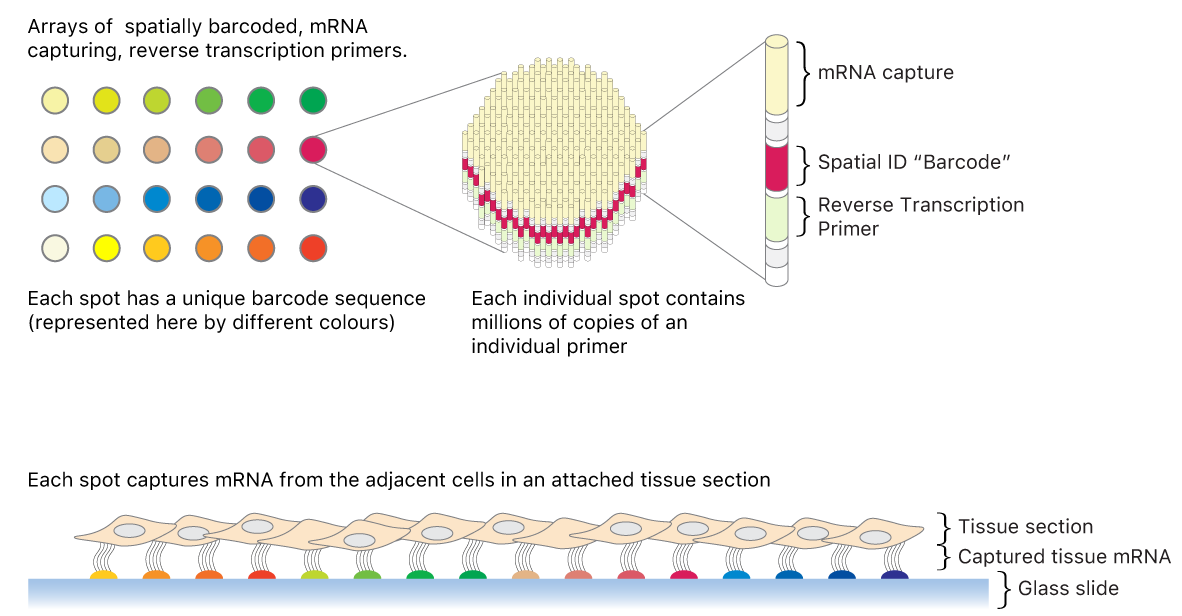 Arrays of  spatially barcoded, mRNA
capturing, reverse transcription primers.
mRNA capture
Spatial ID “Barcode”
Reverse Transcription
Primer
Each spot has a unique barcode sequence
(represented here by different colours)
Each individual spot contains
millions of copies of an
individual primer
Each spot captures mRNA from the adjacent cells in an attached tissue section
Tissue section
Captured tissue mRNA
Glass slide